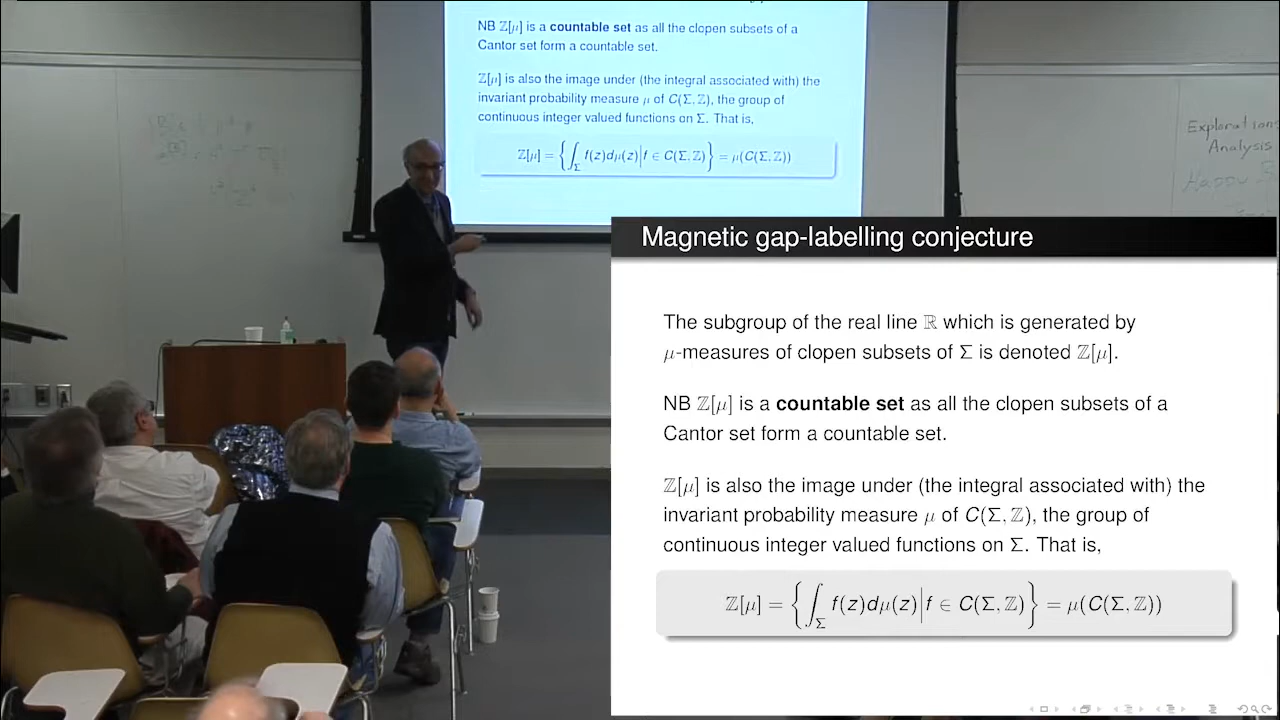 NB ℤ[μ] is a countable set as all the clopen subsets of a
Cantor set form a countable set.
ℤ[μ] is also the image under (the integral associated with) the
invariant probability measure μ of C(Σ, ℤ), the group of
continuous integer valued functions on Σ. That is,
ℤ[μ] = {∫_Σ f(z)dμ(z)|f ∈ C(Σ, ℤ)} = μ(C(Σ, ℤ))
Explorations
Analysis
Magnetic gap-labelling conjecture
The subgroup of the real line ℝ which is generated by
μ-measures of clopen subsets of Σ is denoted ℤ[μ].
NB ℤ[μ] is a countable set as all the clopen subsets of a
Cantor set form a countable set.
ℤ[μ] is also the image under (the integral associated with) the
invariant probability measure μ of C(Σ, ℤ), the group of
continuous integer valued functions on Σ. That is,
ℤ[μ] = {∫_Σ f(z)dμ(z)|f ∈ C(Σ, ℤ)} = μ(C(Σ, ℤ))